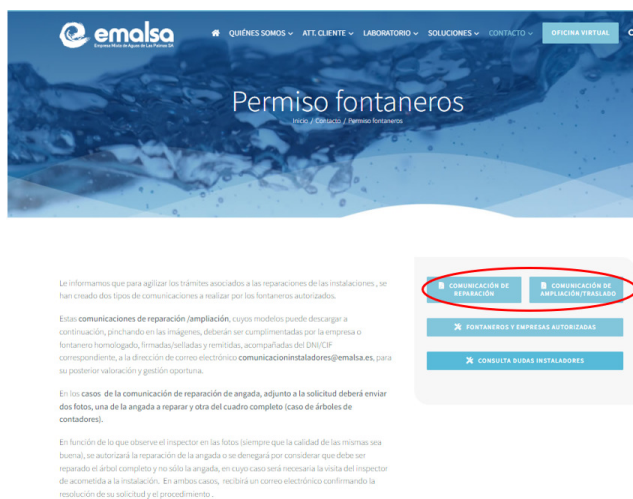 emalsa
Empresa Mixta de Aguas de Las Palmas SA
QUIÉNES SOMOS
ATT. CLIENTE
LABORATORIO
SOLUCIONES
CONTACTO
OFICINA VIRTUAL
Permiso fontaneros
Inicio / Contacto / Permiso fontaneros
Le informamos que para agilizar los trámites asociados a las reparaciones de las instalaciones , se
han creado dos tipos de comunicaciones a realizar por los fontaneros autorizados.
Estas comunicaciones de reparación /ampliación, cuyos modelos puede descargar a
continuación, pinchando en las imágenes, deberán ser cumplimentadas por la empresa o
fontanero homologado, firmadas/selladas y remitidas, acompañadas del DNI/CIF
correspondiente, a la dirección de correo electrónico comunicacioninstaladores@emalsa.es, para
su posterior valoración y gestión oportuna.
En los casos de la comunicación de reparación de angada, adjunto a la solicitud deberá enviar
dos fotos, una de la angada a reparar y otra del cuadro completo (caso de árboles de
contadores).
En función de lo que observe el inspector en las fotos (siempre que la calidad de las mismas sea
buena), se autorizará la reparación de la angada o se denegará por considerar que debe ser
reparado el árbol completo y no sólo la angada, en cuyo caso será necesaria la visita del inspector
de acometida a la instalación. En ambos casos, recibirá un correo electrónico confirmando la
resolución de su solicitud y el procedimiento .
COMUNICACIÓN DE
REPARACIÓN
COMUNICACIÓN DE
AMPLIACIÓN/TRASLADO
FONTANEROS Y EMPRESAS AUTORIZADAS
CONSULTA DUDAS INSTALADORES